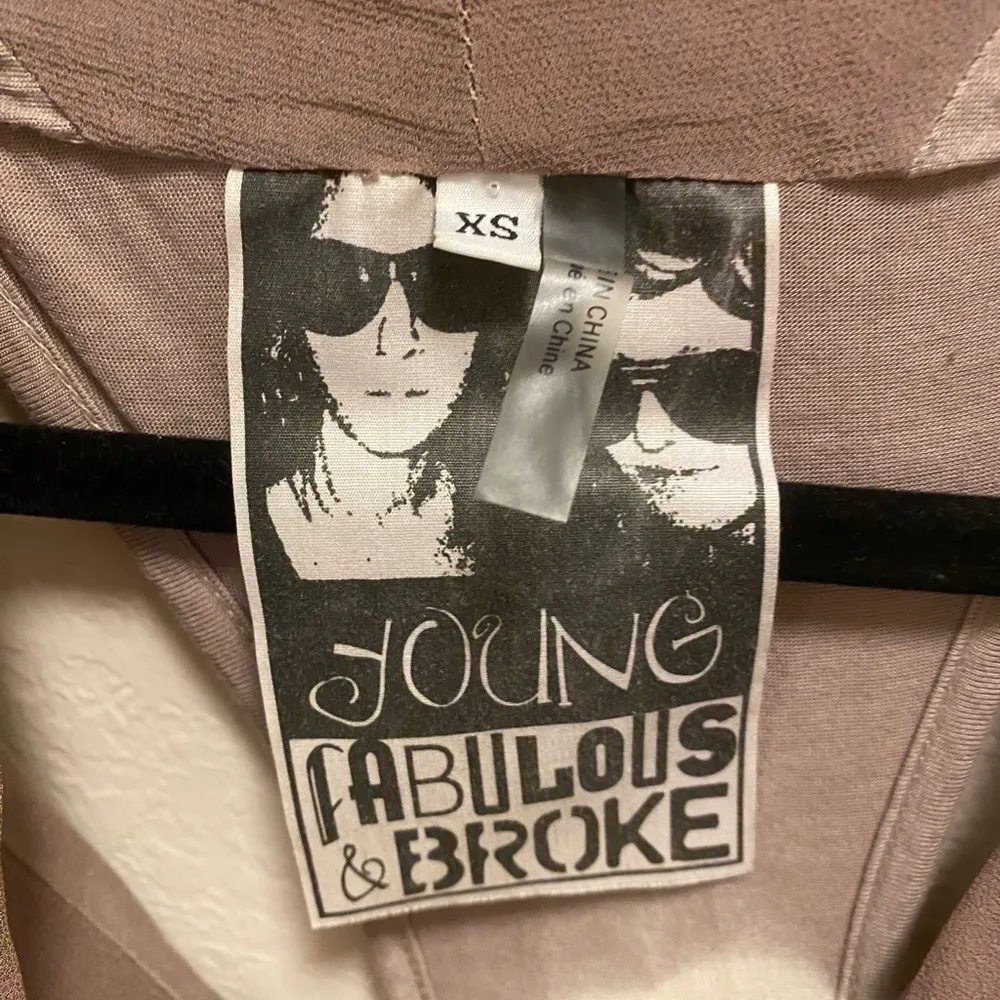 XS
IN CHINA
en Chine
YOUNG
FABULOUS
& BROKE